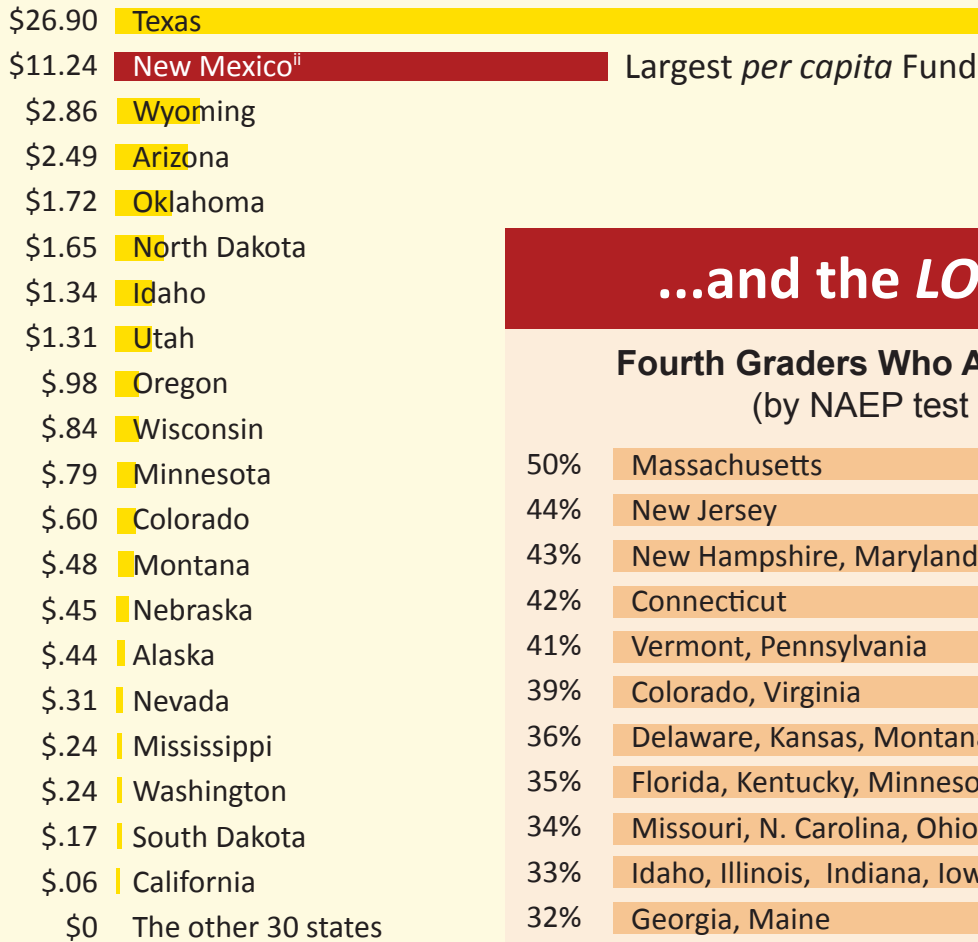 $26.90 Texas
$11.24 New Mexicoii Largest per capita Fund
$2.86 Wyoming
$2.49 Arizona
$1.72 Oklahoma
$1.65 North Dakota
$1.34 Idaho
$1.31 Utah
$.98 Oregon
$.84 Wisconsin
$.79 Minnesota
$.60 Colorado
$.48 Montana
$.45 Nebraska
$.44 Alaska
$.31 Nevada
$.24 Mississippi
$.24 Washington
$.17 South Dakota
$.06 California
$0 The other 30 states
...and the LO
Fourth Graders Who A
(by NAEP test
50% Massachusetts
44% New Jersey
43% New Hampshire, Maryland
42% Connecticut
41% Vermont, Pennsylvania
39% Colorado, Virginia
36% Delaware, Kansas, Montana
35% Florida, Kentucky, Minneso
34% Missouri, N. Carolina, Ohio
33% Idaho, Illinois, Indiana, Iow
32% Georgia, Maine